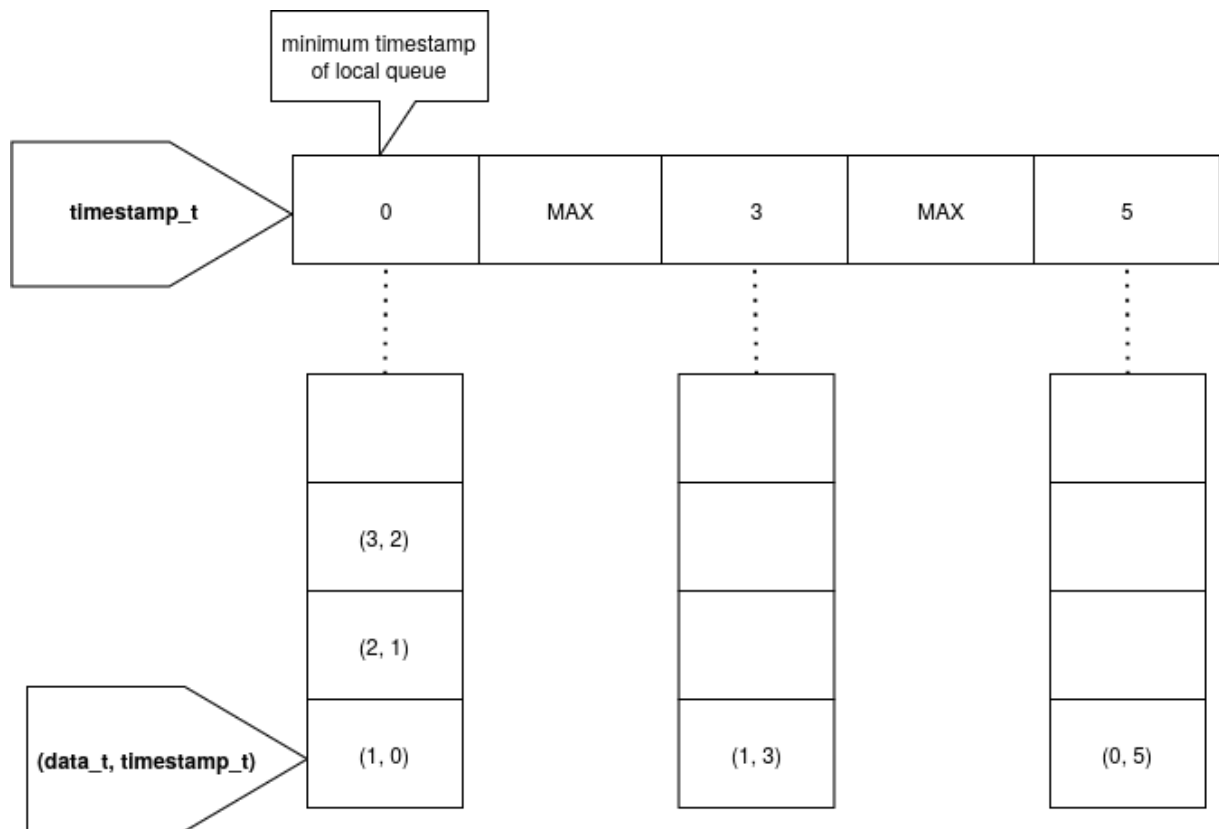 minimum timestamp
of local queue
timestamp_t
0
MAX
3
MAX
5
(3, 2)
(2, 1)
(data_t, timestamp_t)
(1, 0)
(1, 3)
(0, 5)